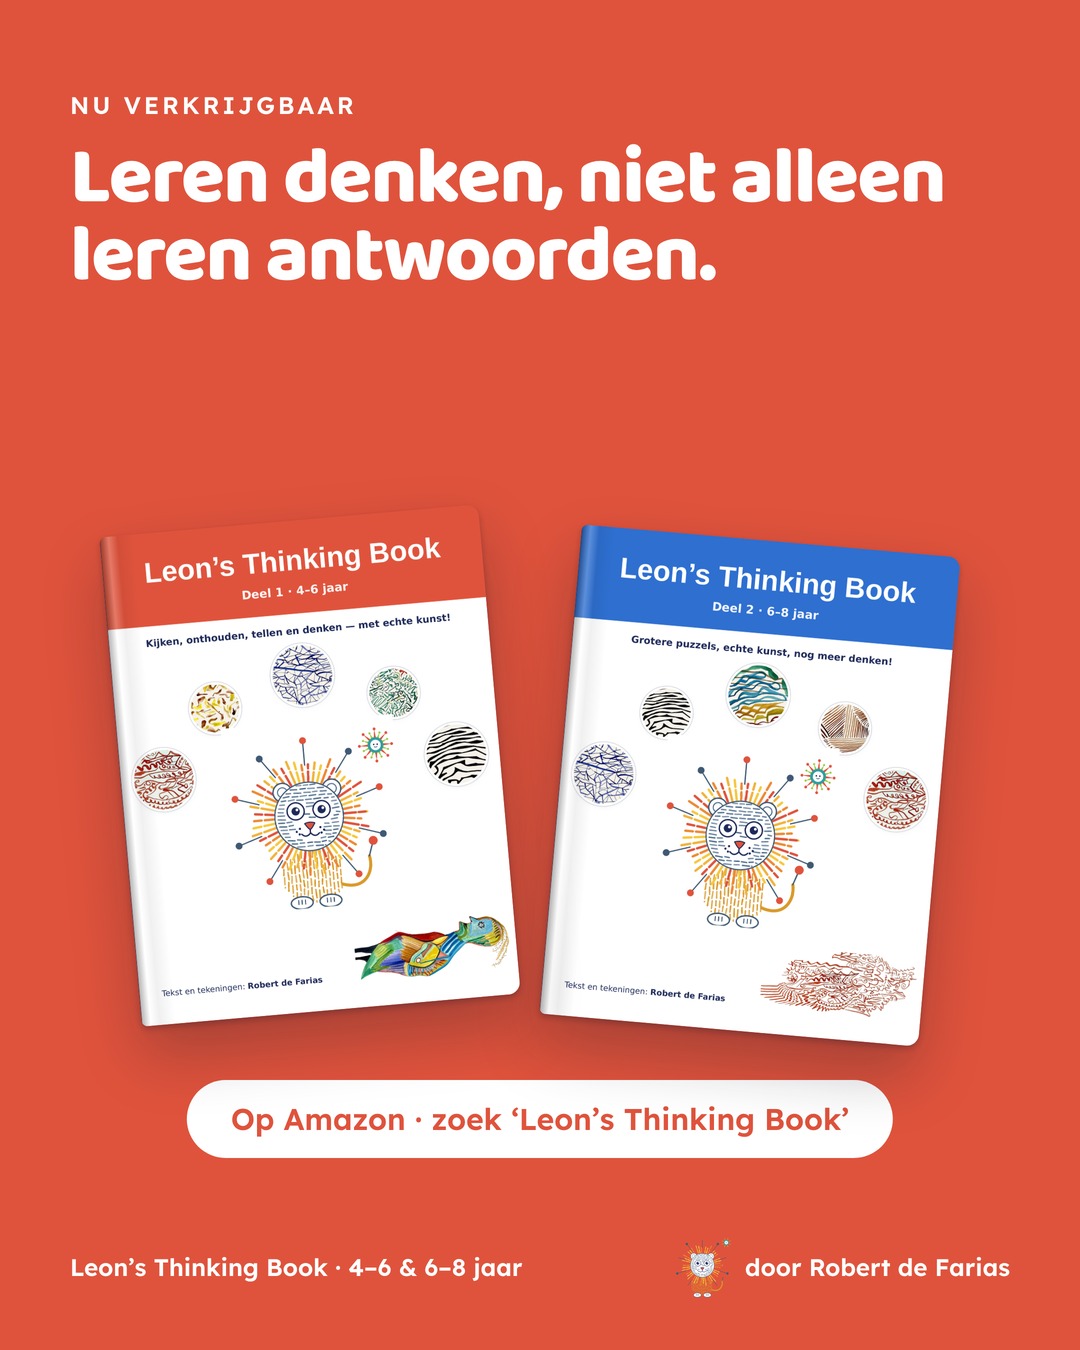 NU VERKRIJGBAAR
Leren denken, niet alleen
leren antwoorden.
Leon’s Thinking Book
Deel 1 · 4–6 jaar
Kijken, onthouden, tellen en denken — met echte kunst!
Tekst en tekeningen: Robert de Farias
Leon’s Thinking Book
Deel 2 · 6–8 jaar
Grotere puzzels, echte kunst, nog meer denken!
Tekst en tekeningen: Robert de Farias
Op Amazon · zoek ‘Leon’s Thinking Book’
Leon’s Thinking Book · 4–6 & 6–8 jaar
door Robert de Farias